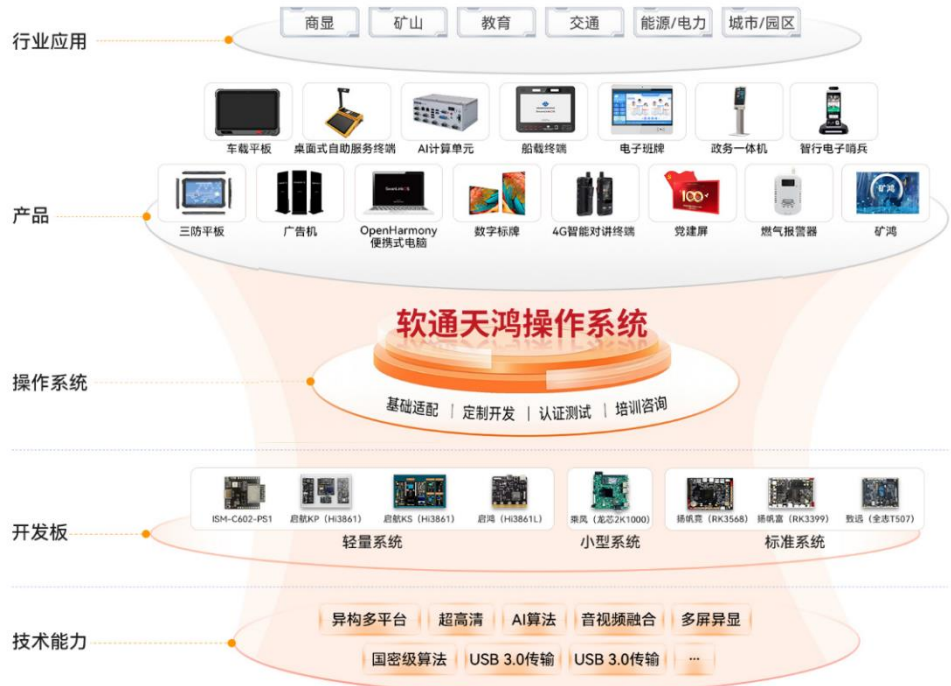 行业应用
商显
矿山
教育
交通
能源/电力
城市/园区
车载平板
桌面式自助服务终端
AI计算单元
船载终端
电子班牌
政务一体机
智行电子哨兵
产品
三防平板
广告机
OpenHarmony
便携式电脑
数字标牌
4G智能对讲终端
党建屏
燃气报警器
矿鸿
软通天鸿操作系统
操作系统
基础适配 | 定制开发 | 认证测试 | 培训咨询
开发板
ISM-C602-PS1
启航KP（Hi3861）
启航KS（Hi3861）
启鸿（Hi3861L）
乘风（龙芯2K1000）
扬帆竞（RK3568）
扬帆富（RK3399）
致远（全志T507）
轻量系统
小型系统
标准系统
技术能力
异构多平台
超高清
AI算法
音视频融合
多屏异显
国密级算法
USB 3.0传输
USB 3.0传输
...